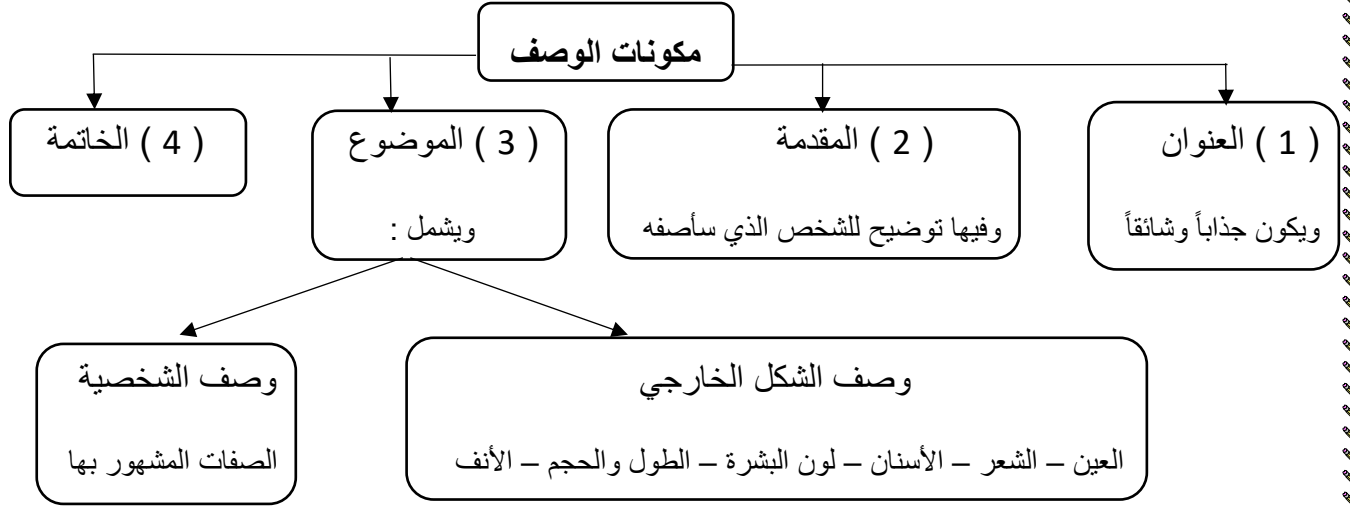 مكونات الوصف
( 1 ) العنوان
ويكون جذاباً وشائقاً
( 2 ) المقدمة
وفيها توضيح للشخص الذي سأصفه
( 3 ) الموضوع
ويشمل :
( 4 ) الخاتمة
وصف الشكل الخارجي
العين – الشعر – الأسنان – لون البشرة – الطول والحجم – الأنف
وصف الشخصية
الصفات المشهور بها